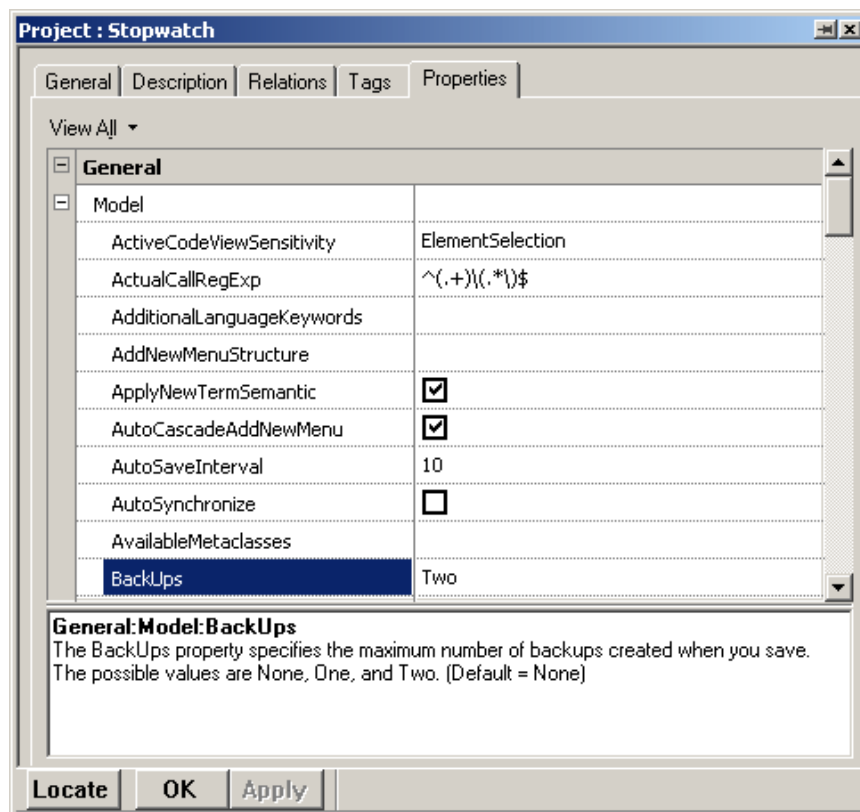 Project : Stopwatch
General Description Relations Tags Properties
View All
General
Model
ActiveCodeViewSensitivity ElementSelection
ActualCallRegExp ^(.+)\(.*\)$
AdditionalLanguageKeywords
AddNewMenuStructure
ApplyNewTermSemantic
AutoCascadeAddNewMenu
AutoSaveInterval 10
AutoSynchronize
AvailableMetaclasses
BackUps Two
General:Model:BackUps
The BackUps property specifies the maximum number of backups created when you save.
The possible values are None, One, and Two. (Default = None)
Locate OK Apply